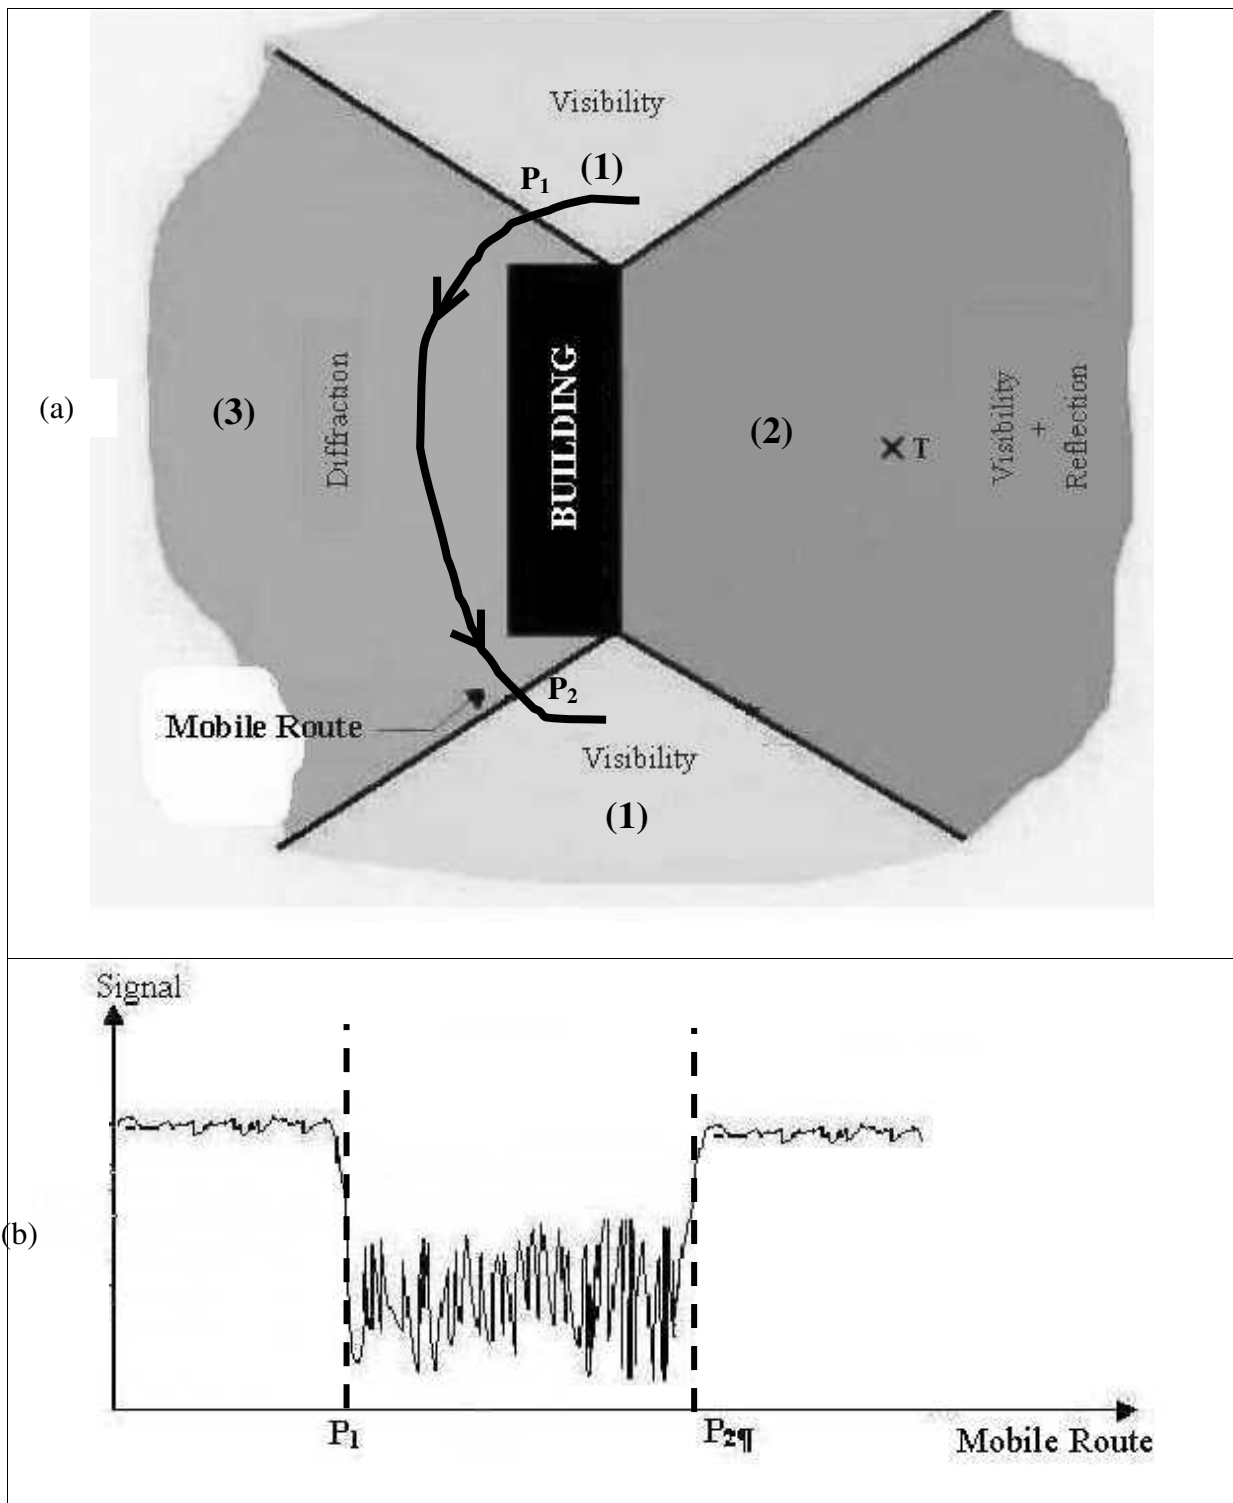 Visibility
(1)
P₁
BUILDING
(a)
(3)
Diffraction
(2)
T
Visibility
+
Reflection
P₂
Mobile Route
Visibility
(1)
Signal
(b)
P₁
P₂¶
Mobile Route